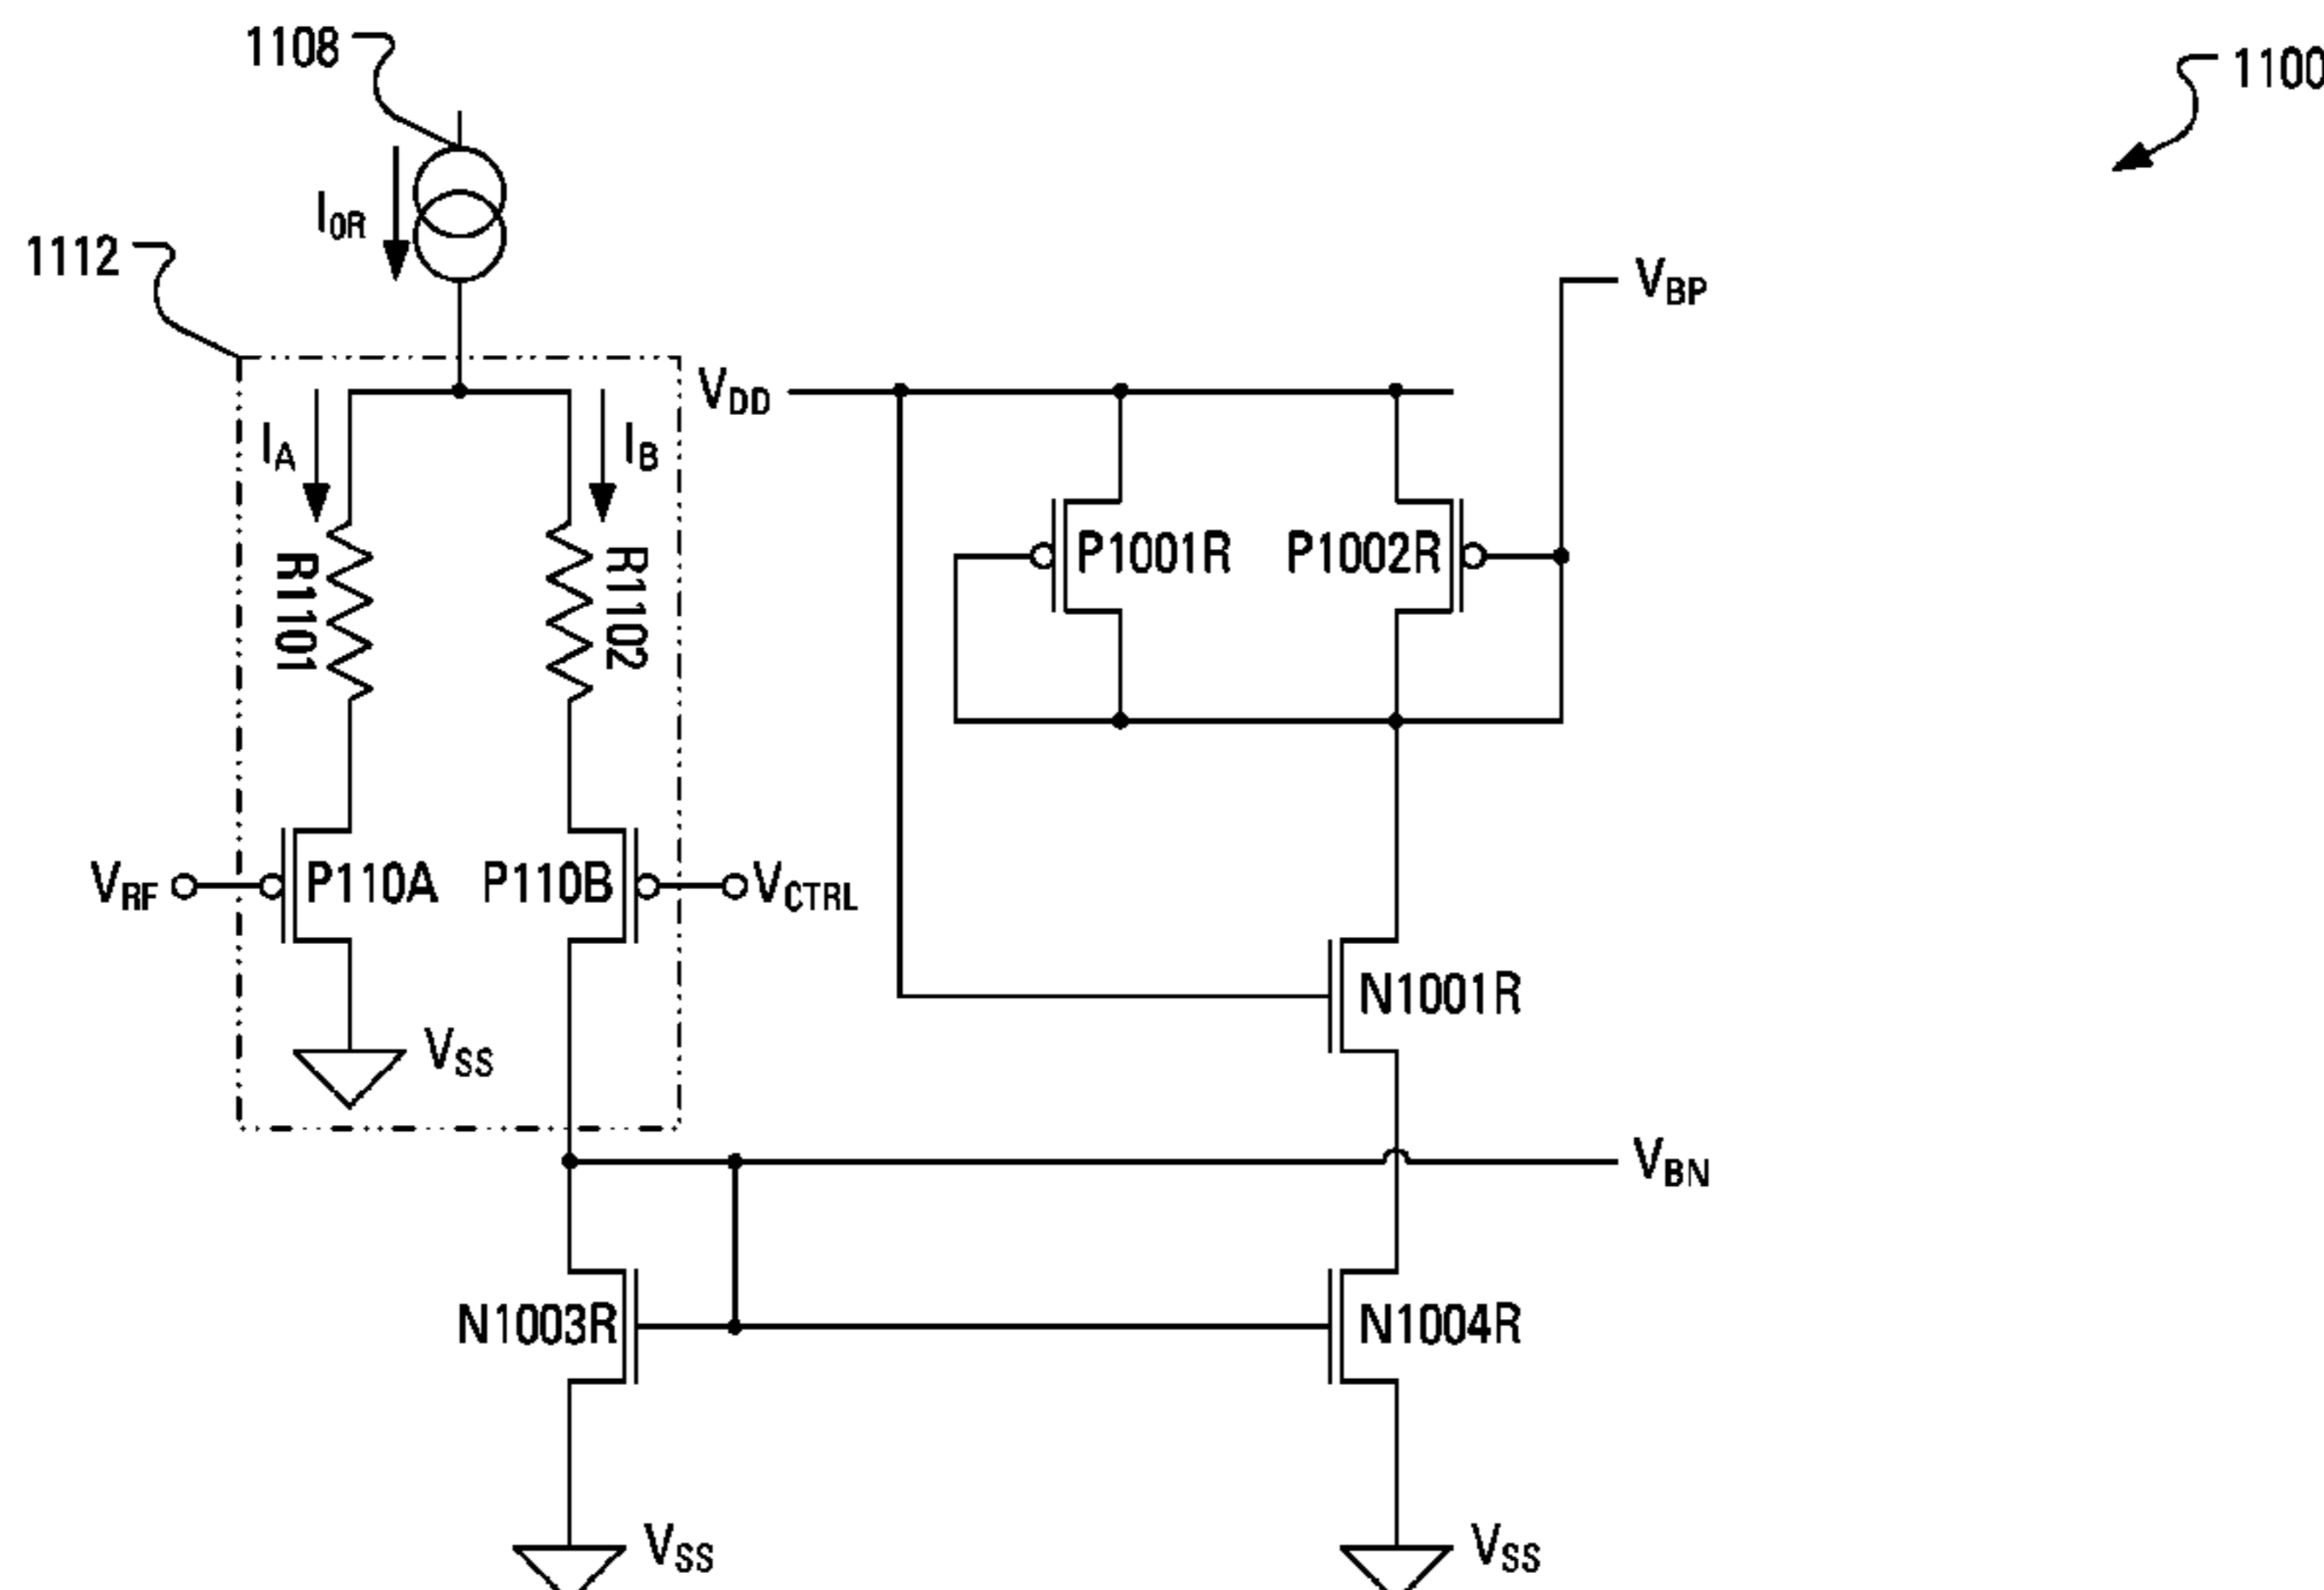 1108
1100
I0R
1112
VBP
VDD
IA
IB
R1101
R1102
P1001R
P1002R
VRF
P110A
P110B
VCTRL
N1001R
VSS
VBN
N1003R
N1004R
VSS
VSS